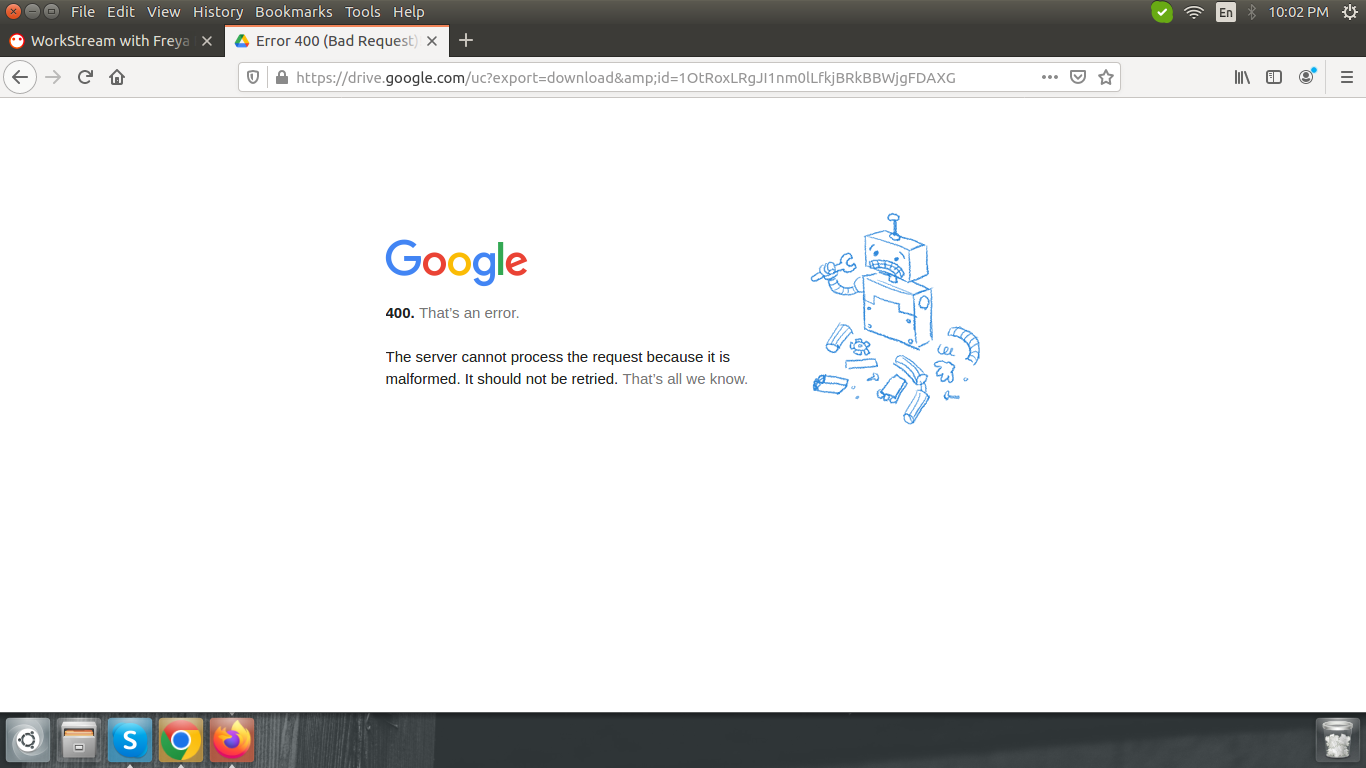 File Edit View History Bookmarks Tools Help
En
10:02 PM
WorkStream with Freya
Error 400 (Bad Request)
https://drive.google.com/uc?export=download&amp;id=1OtRoxLRgJI1nm0lLfkjBRkBBWjgFDAXG
Google
400. That’s an error.
The server cannot process the request because it is
malformed. It should not be retried. That’s all we know.
S